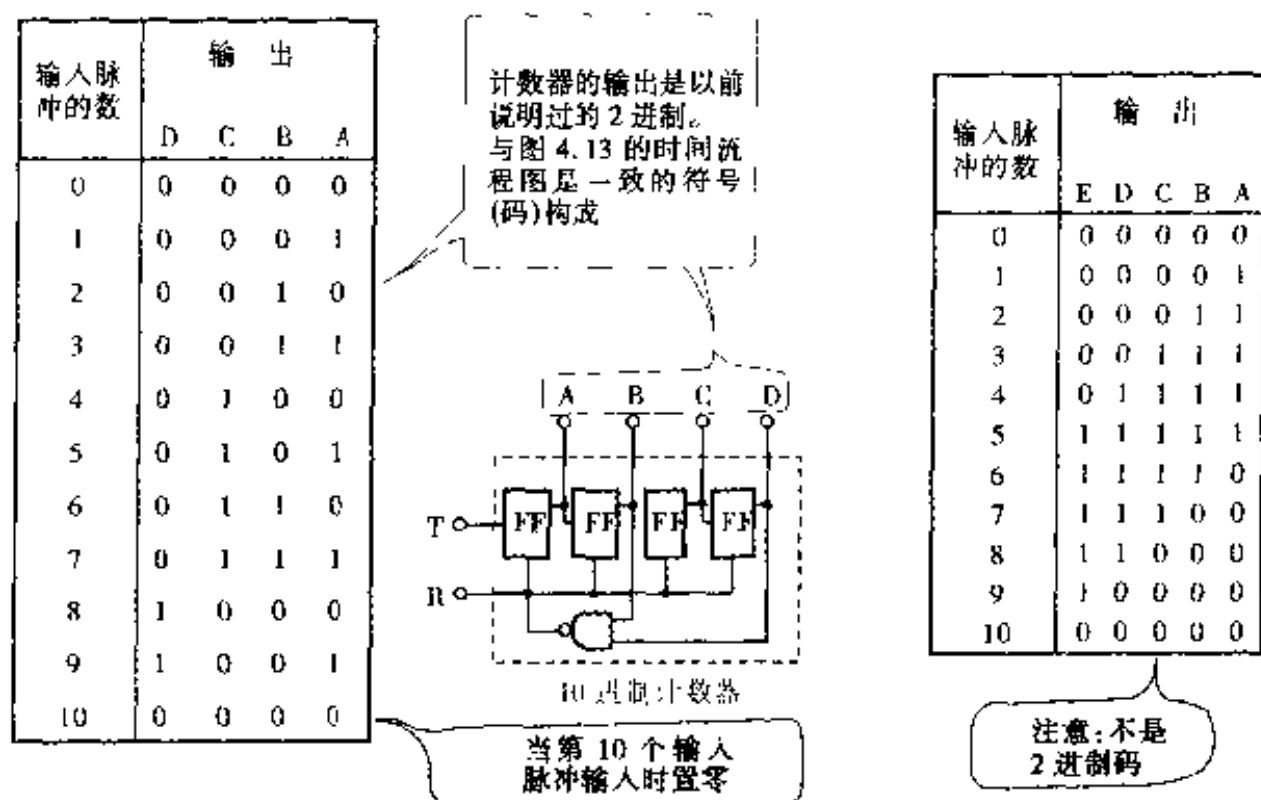 输入脉冲的数 输 出
D C B A
0 0 0 0 0
1 0 0 0 1
2 0 0 1 0
3 0 0 1 1
4 0 1 0 0
5 0 1 0 1
6 0 1 1 0
7 0 1 1 1
8 1 0 0 0
9 1 0 0 1
10 0 0 0 0
计数器的输出是以前
说明过的 2 进制。
与图 4.13 的时间流
程图是一致的符号
(码)构成
A B C D
T FF FF FF FF
R
10 进制计数器
当第 10 个输入
脉冲输入时置零
输入脉冲的数 输 出
E D C B A
0 0 0 0 0 0
1 0 0 0 0 1
2 0 0 0 1 1
3 0 0 1 1 1
4 0 1 1 1 1
5 1 1 1 1 1
6 1 1 1 1 0
7 1 1 1 0 0
8 1 1 0 0 0
9 1 0 0 0 0
10 0 0 0 0 0
注意:不是
2 进制码